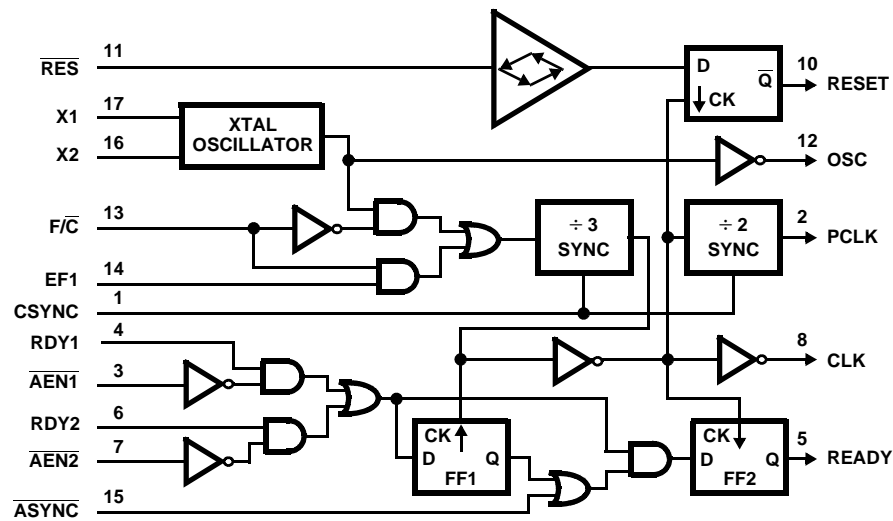 RES 11
X1 17
X2 16
XTAL
OSCILLATOR
D
Q
CK
10
RESET
12
OSC
F/C 13
EF1 14
CSYNC 1
÷ 3
SYNC
÷ 2
SYNC
2
PCLK
RDY1 4
AEN1 3
RDY2 6
AEN2 7
ASYNC 15
8
CLK
CK
D
Q
FF1
CK
D
Q
FF2
5
READY